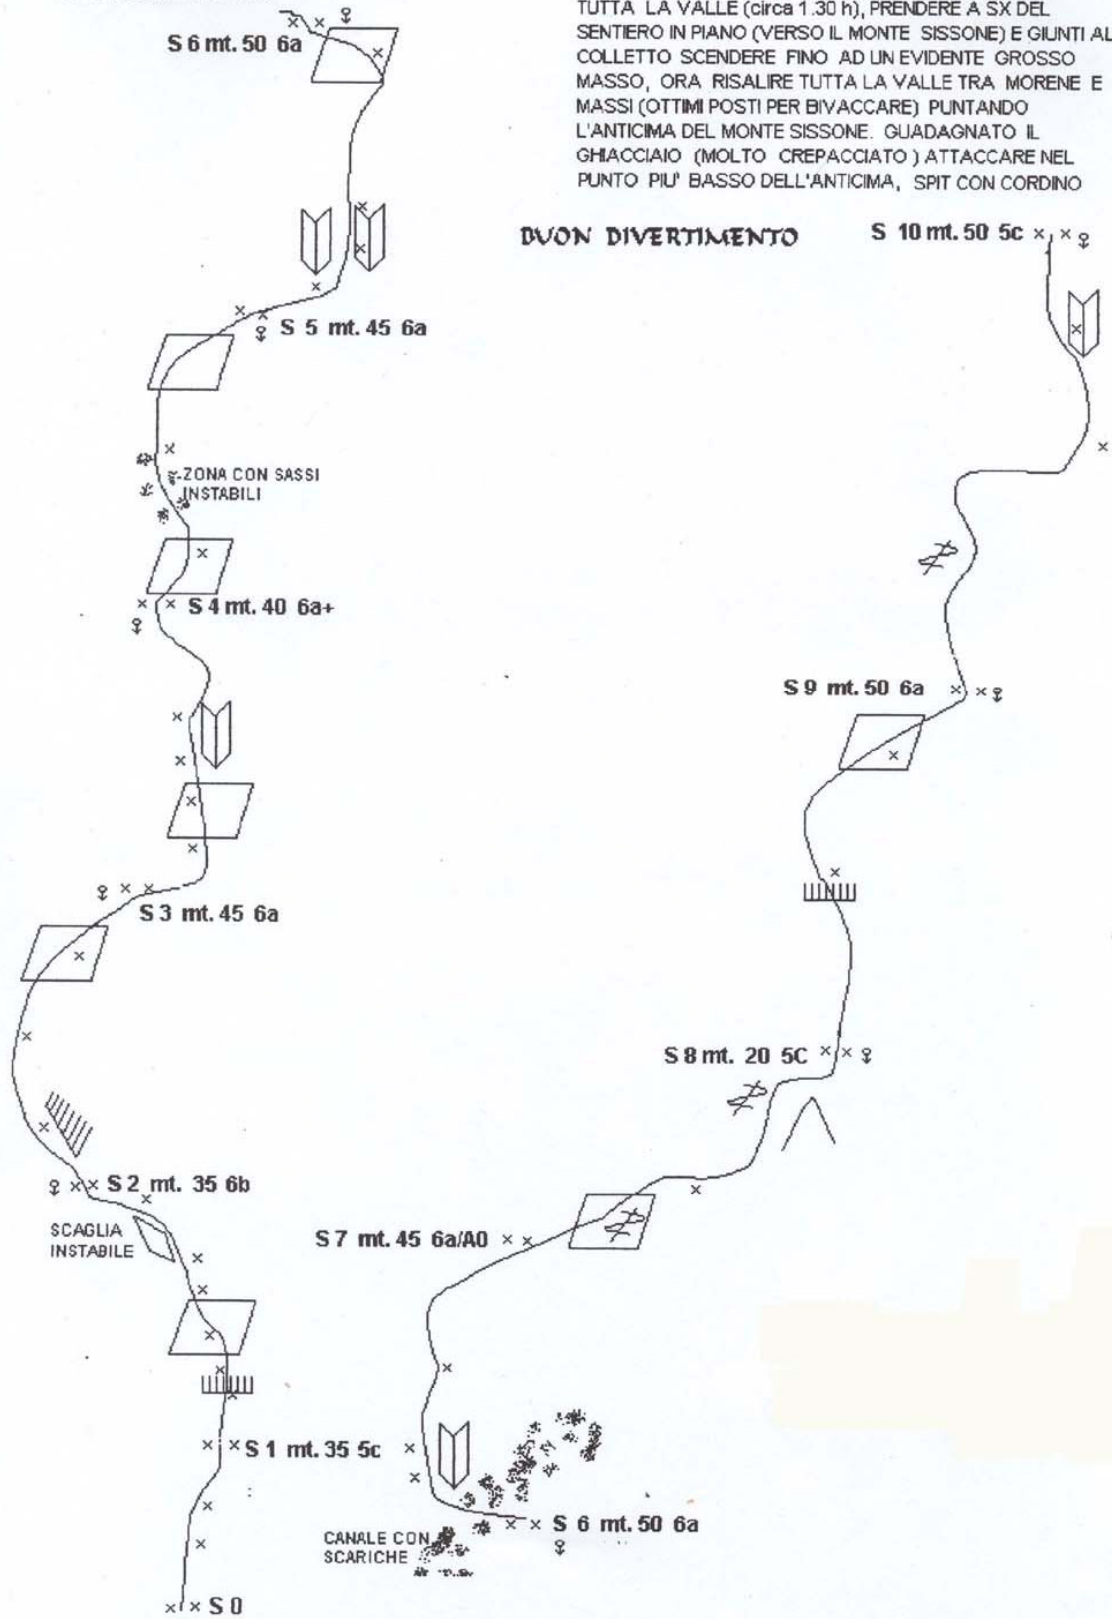 TUTTA LA VALLE (circa 1.30 h), PRENDERE A SX DEL
SENTIERO IN PIANO (VERSO IL MONTE SISSONE) E GIUNTI AL
COLLETTO SCENDERE FINO AD UN EVIDENTE GROSSO
MASSO, ORA RISALIRE TUTTA LA VALLE TRA MORENE E
MASSI (OTTIMI POSTI PER BIVACCARE) PUNTANDO
L'ANTICIMA DEL MONTE SISSONE. GUADAGNATO IL
GHIACCIAIO (MOLTO CREPACCIATO ) ATTACCARE NEL
PUNTO PIU' BASSO DELL'ANTICIMA, SPIT CON CORDINO
BUON DIVERTIMENTO
S 6 mt. 50 6a
S 5 mt. 45 6a
ZONA CON SASSI
INSTABILI
S 4 mt. 40 6a+
S 3 mt. 45 6a
S 2 mt. 35 6b
SCAGLIA
INSTABILE
S 1 mt. 35 5c
S 0
S 10 mt. 50 5c
S 9 mt. 50 6a
S 8 mt. 20 5C
S 7 mt. 45 6a/A0
S 6 mt. 50 6a
CANALE CON
SCARICHE